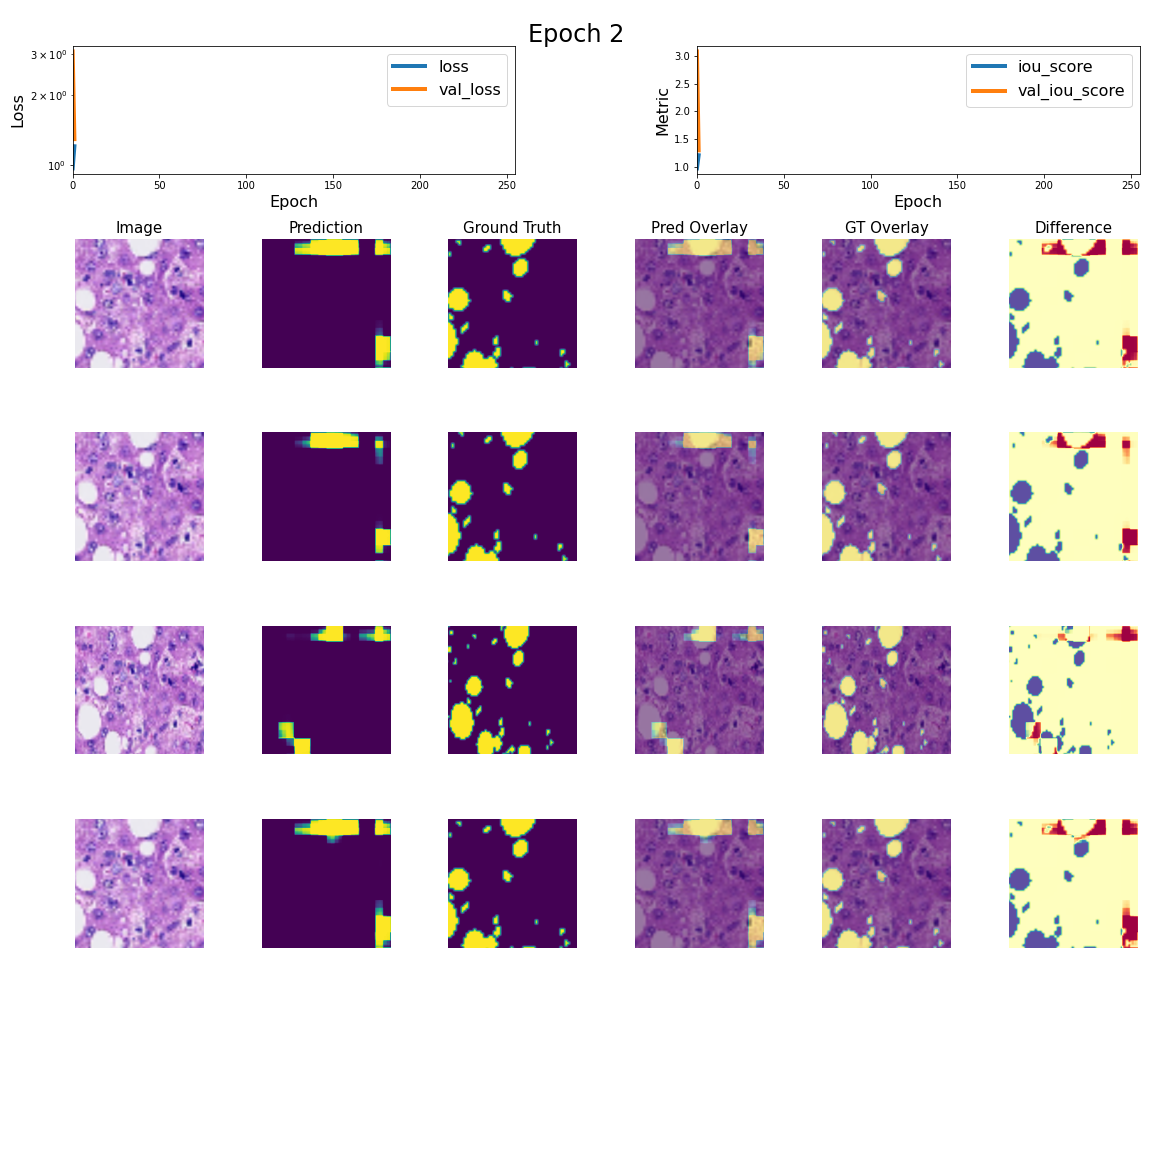 Epoch 2
3 × 10⁰
2 × 10⁰
10⁰
Loss
loss
val_loss
0 50 100 150 200 250
Epoch
3.0
2.5
2.0
1.5
1.0
Metric
iou_score
val_iou_score
0 50 100 150 200 250
Epoch
Image Prediction Ground Truth Pred Overlay GT Overlay Difference